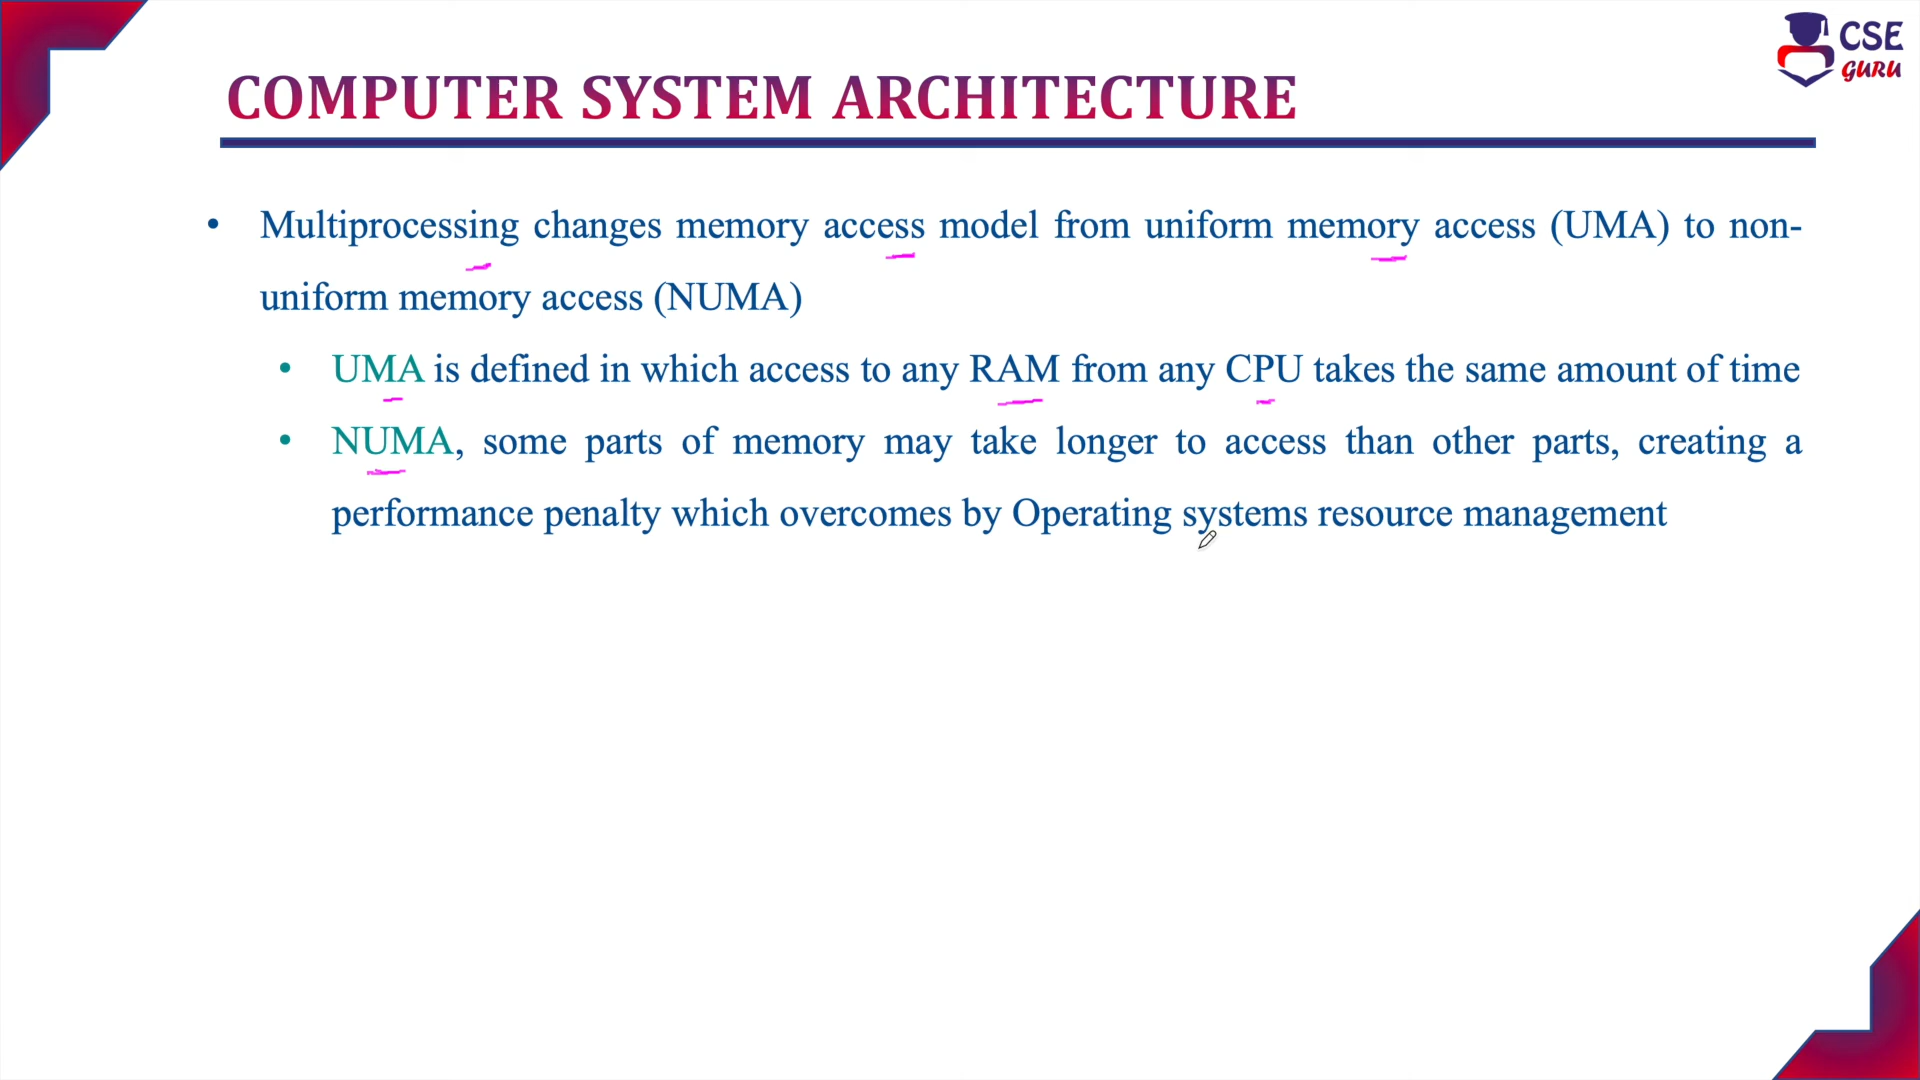 CSE
GURU
COMPUTER SYSTEM ARCHITECTURE
• Multiprocessing changes memory access model from uniform memory access (UMA) to non-
uniform memory access (NUMA)
• UMA is defined in which access to any RAM from any CPU takes the same amount of time
• NUMA, some parts of memory may take longer to access than other parts, creating a
performance penalty which overcomes by Operating systems resource management